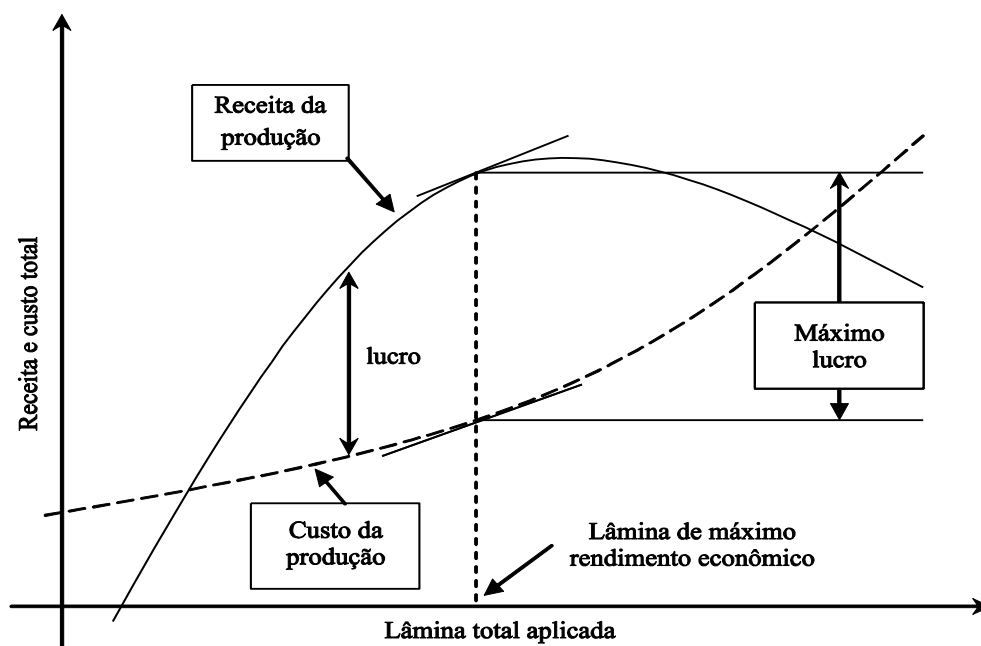 Receita da
produção
Receita e custo total
lucro
Máximo
lucro
Custo da
produção
Lâmina de máximo
rendimento econômico
Lâmina total aplicada